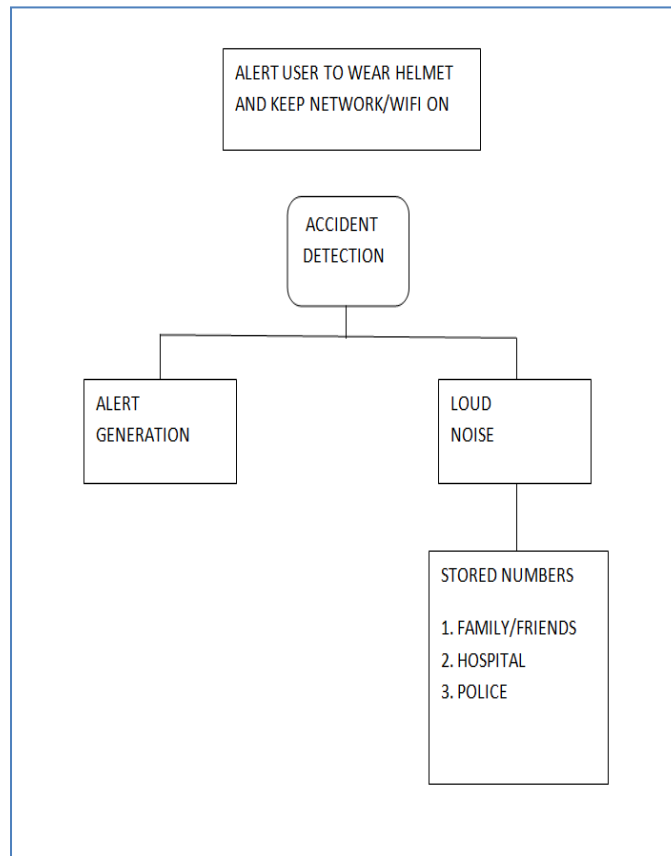 ALERT USER TO WEAR HELMET
AND KEEP NETWORK/WIFI ON
ACCIDENT
DETECTION
ALERT
GENERATION
LOUD
NOISE
STORED NUMBERS
1. FAMILY/FRIENDS
2. HOSPITAL
3. POLICE